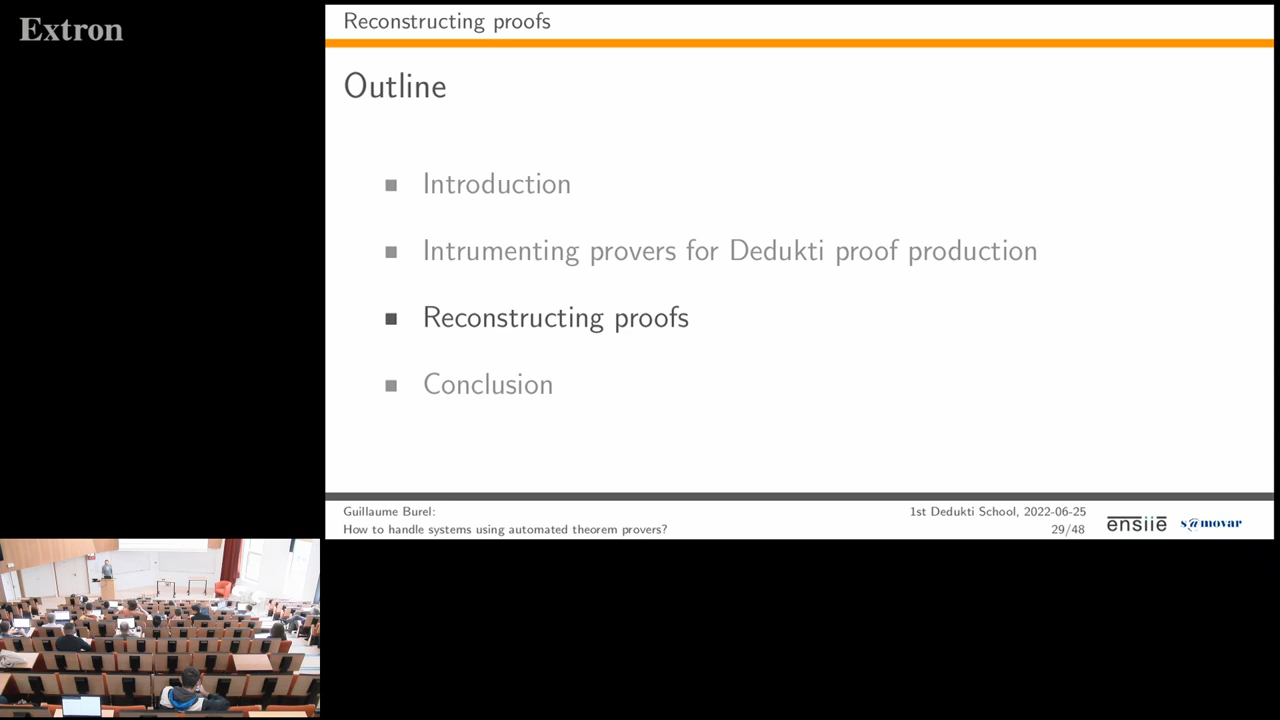 Extron
Reconstructing proofs
Outline
Introduction
Intrumenting provers for Dedukti proof production
Reconstructing proofs
Conclusion
Guillaume Burel:
How to handle systems using automated theorem provers?
1st Dedukti School, 2022-06-25
29/48
ensiie
s@movar